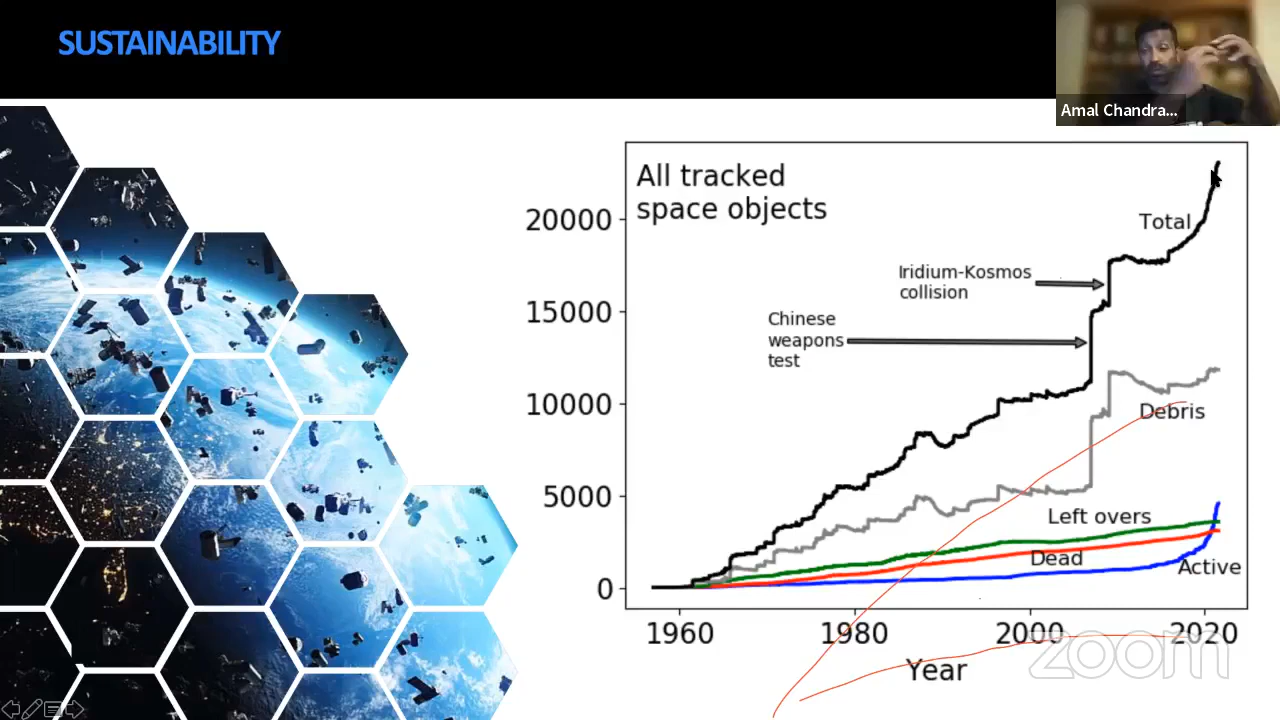 SUSTAINABILITY
Amal Chandra...
All tracked
space objects
20000
15000
10000
5000
0
Total
Iridium-Kosmos
collision
Chinese
weapons
test
Debris
Left overs
Dead
Active
1960
1980
2000
2020
Year
zoom